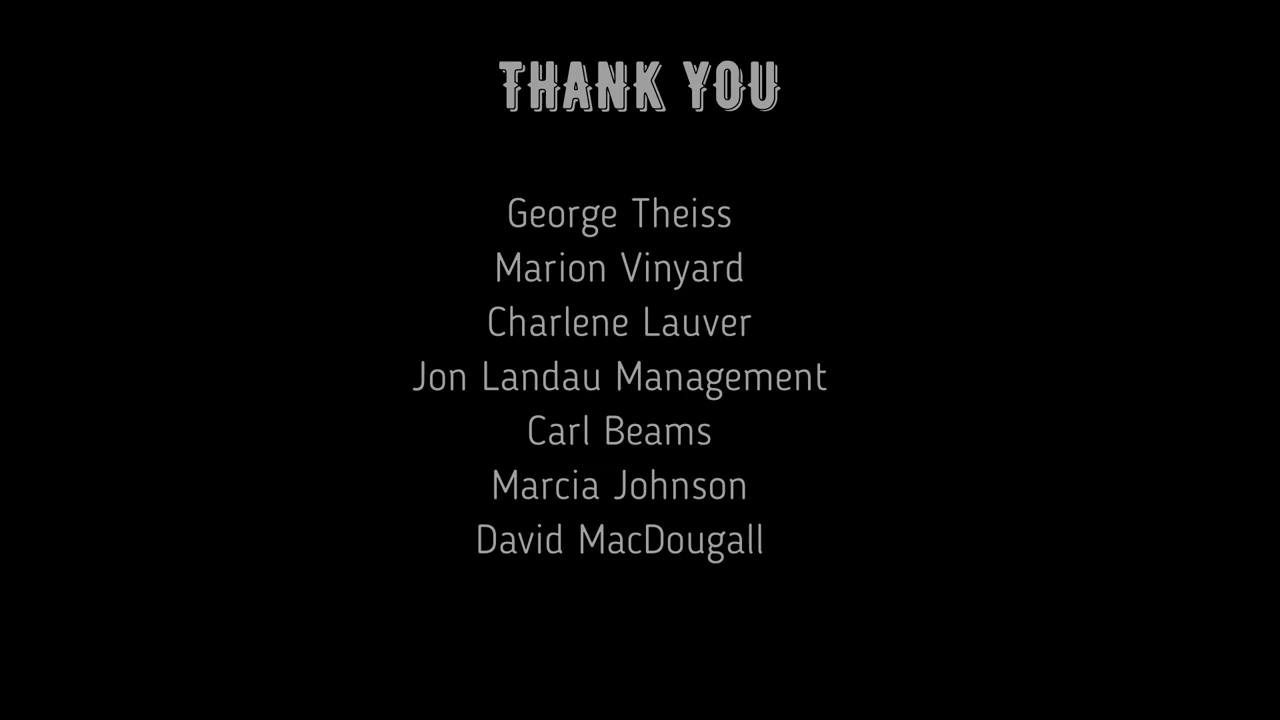 THANK YOU
George Theiss
Marion Vinyard
Charlene Lauver
Jon Landau Management
Carl Beams
Marcia Johnson
David MacDougall